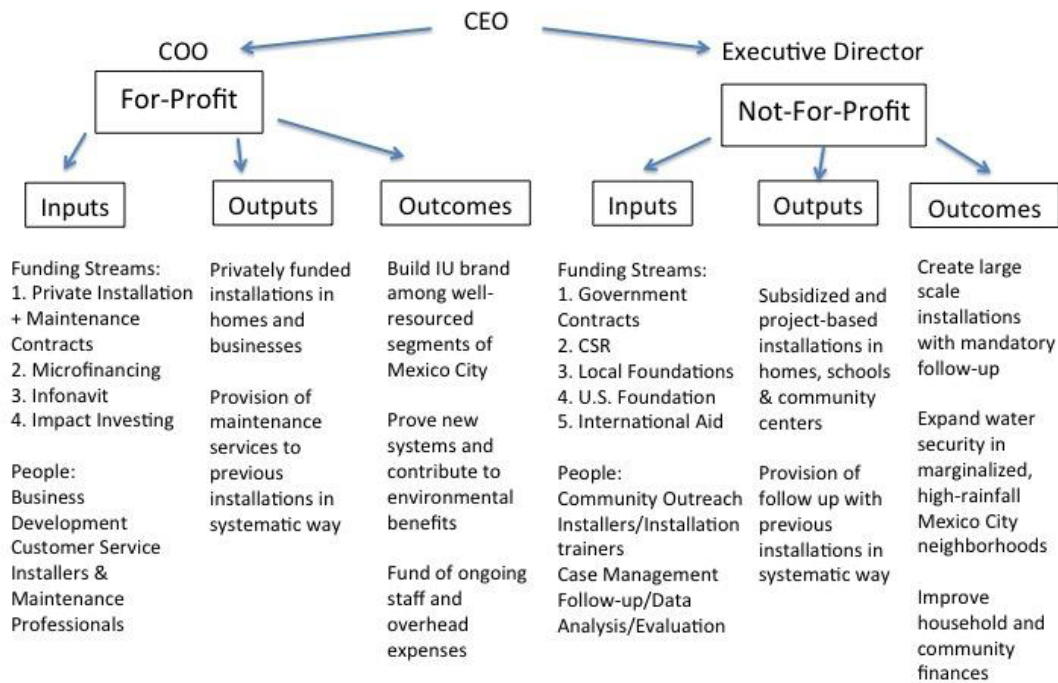 CEO
COO
For-Profit
Executive Director
Not-For-Profit
Inputs
Funding Streams:
1. Private Installation
+ Maintenance
Contracts
2. Microfinancing
3. Infonavit
4. Impact Investing
People:
Business
Development
Customer Service
Installers &
Maintenance
Professionals
Outputs
Privately funded
installations in
homes and
businesses
Provision of
maintenance
services to
previous
installations in
systematic way
Outcomes
Build IU brand
among well-
resourced
segments of
Mexico City
Prove new
systems and
contribute to
environmental
benefits
Fund of ongoing
staff and
overhead
expenses
Inputs
Funding Streams:
1. Government
Contracts
2. CSR
3. Local Foundations
4. U.S. Foundation
5. International Aid
People:
Community Outreach
Installers/Installation
trainers
Case Management
Follow-up/Data
Analysis/Evaluation
Outputs
Subsidized and
project-based
installations in
homes, schools
& community
centers
Provision of
follow up with
previous
installations in
systematic way
Outcomes
Create large
scale
installations
with mandatory
follow-up
Expand water
security in
marginalized,
high-rainfall
Mexico City
neighborhoods
Improve
household and
community
finances